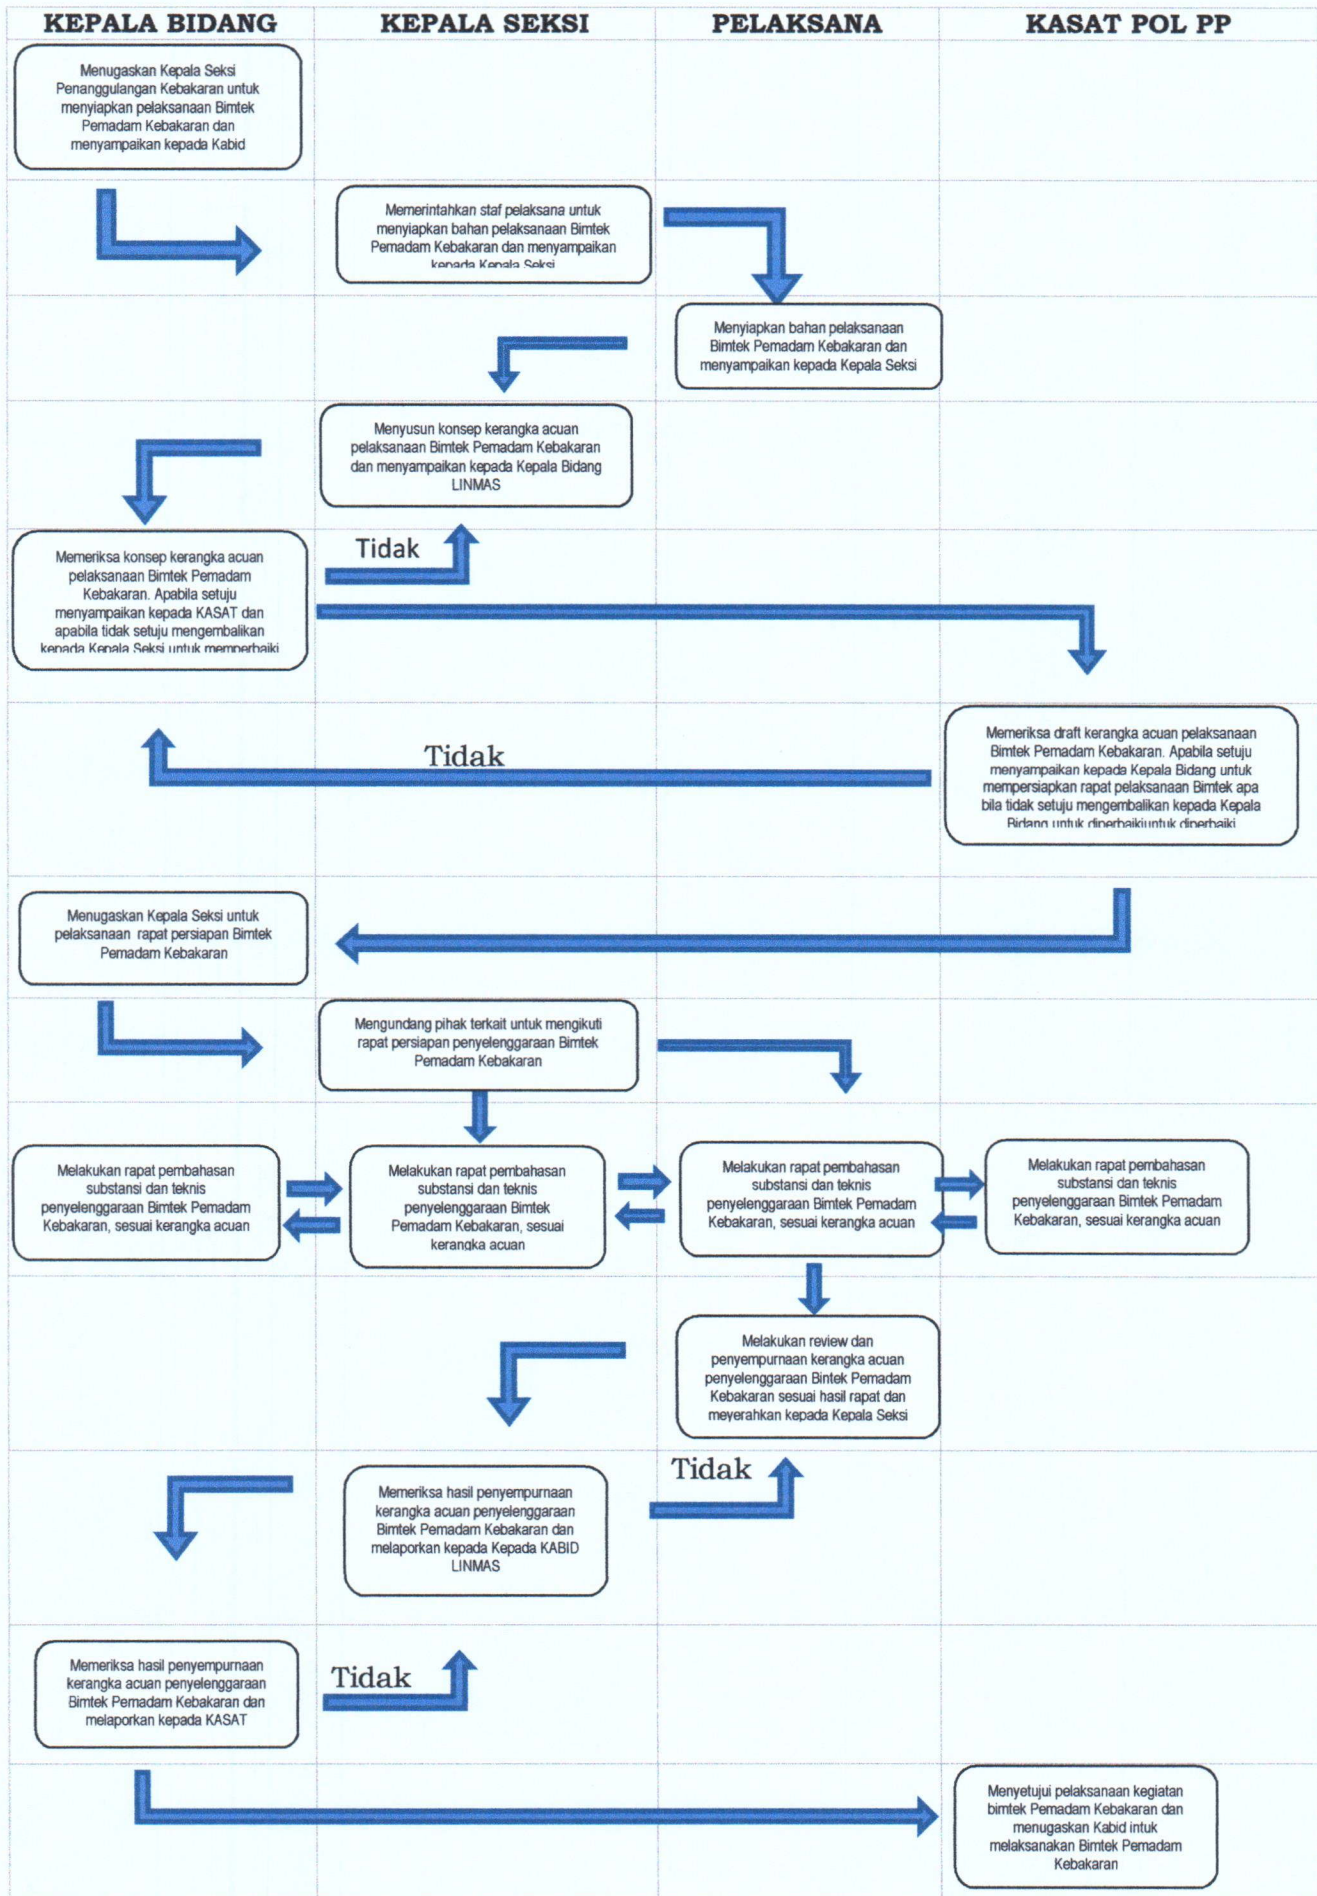 KEPALA BIDANG KEPALA SEKSI PELAKSANA KASAT POL PP
Menugaskan Kepala Seksi
Penanggulangan Kebakaran untuk
menyiapkan pelaksanaan Bimtek
Pemadam Kebakaran dan
menyampaikan kepada Kabid
Memerintahkan staf pelaksana untuk
menyiapkan bahan pelaksanaan Bimtek
Pemadam Kebakaran dan menyampaikan
kepada Kepala Seksi
Menyiapkan bahan pelaksanaan
Bimtek Pemadam Kebakaran dan
menyampaikan kepada Kepala Seksi
Menyusun konsep kerangka acuan
pelaksanaan Bimtek Pemadam Kebakaran
dan menyampaikan kepada Kepala Bidang
LINMAS
Memeriksa konsep kerangka acuan
pelaksanaan Bimtek Pemadam
Kebakaran. Apabila setuju
menyampaikan kepada KASAT dan
apabila tidak setuju mengembalikan
kepada Kepala Seksi untuk memperbaiki
Tidak
Memeriksa draft kerangka acuan pelaksanaan
Bimtek Pemadam Kebakaran. Apabila setuju
menyampaikan kepada Kepala Bidang untuk
mempersiapkan rapat pelaksanaan Bimtek apa
bila tidak setuju mengembalikan kepada Kepala
Bidang untuk diperbaikiuntuk diperbaiki
Tidak
Menugaskan Kepala Seksi untuk
pelaksanaan rapat persiapan Bimtek
Pemadam Kebakaran
Mengundang pihak terkait untuk mengikuti
rapat persiapan penyelenggaraan Bimtek
Pemadam Kebakaran
Melakukan rapat pembahasan
substansi dan teknis
penyelenggaraan Bimtek Pemadam
Kebakaran, sesuai kerangka acuan
Melakukan rapat pembahasan
substansi dan teknis
penyelenggaraan Bimtek
Pemadam Kebakaran, sesuai
kerangka acuan
Melakukan rapat pembahasan
substansi dan teknis
penyelenggaraan Bimtek Pemadam
Kebakaran, sesuai kerangka acuan
Melakukan rapat pembahasan
substansi dan teknis
penyelenggaraan Bimtek Pemadam
Kebakaran, sesuai kerangka acuan
Melakukan review dan
penyempurnaan kerangka acuan
penyelenggaraan Bintek Pemadam
Kebakaran sesuai hasil rapat dan
meyerahkan kepada Kepala Seksi
Memeriksa hasil penyempurnaan
kerangka acuan penyelenggaraan
Bimtek Pemadam Kebakaran dan
melaporkan kepada Kepada KABID
LINMAS
Tidak
Memeriksa hasil penyempurnaan
kerangka acuan penyelenggaraan
Bimtek Pemadam Kebakaran dan
melaporkan kepada KASAT
Tidak
Menyetujui pelaksanaan kegiatan
bimtek Pemadam Kebakaran dan
menugaskan Kabid intuk
melaksanakan Bimtek Pemadam
Kebakaran